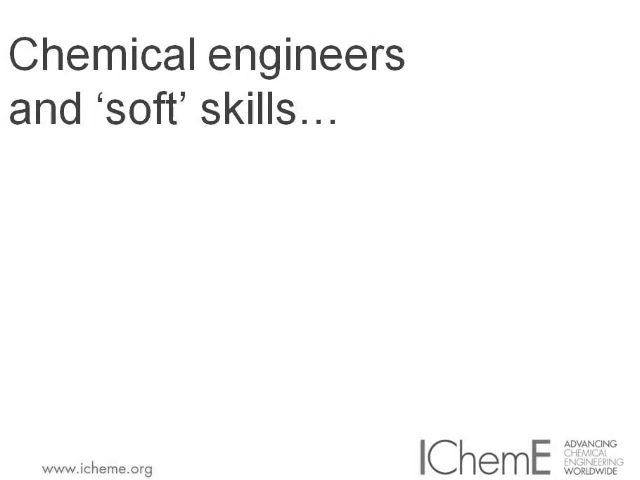 Chemical engineers
and ‘soft’ skills…
www.icheme.org
IChemE
ADVANCING
CHEMICAL
ENGINEERING
WORLDWIDE